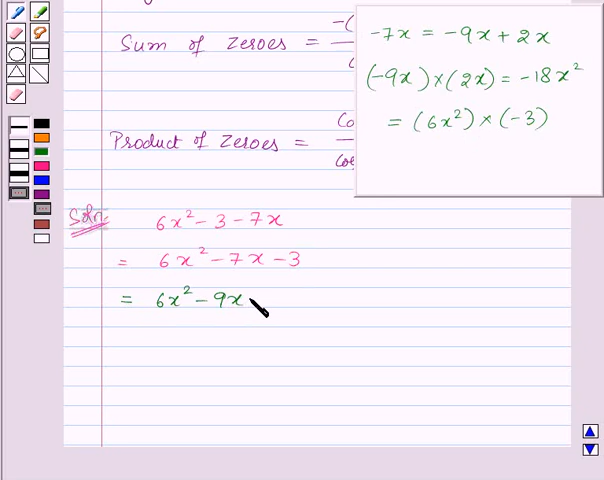 Sum of Zeroes = -(
Product of Zeroes = Co
Coe
-7x = -9x + 2x
(-9x) × (2x) = -18x²
= (6x²) × (-3)
Soln:
6x² - 3 - 7x
= 6x² - 7x - 3
= 6x² - 9x